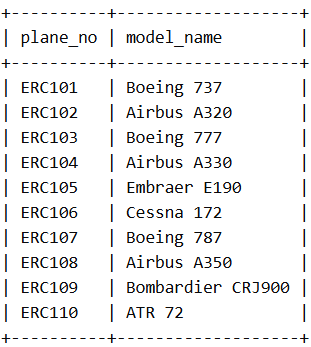 +----------+-------------------+
| plane_no | model_name        |
+----------+-------------------+
| ERC101   | Boeing 737        |
| ERC102   | Airbus A320       |
| ERC103   | Boeing 777        |
| ERC104   | Airbus A330       |
| ERC105   | Embraer E190      |
| ERC106   | Cessna 172        |
| ERC107   | Boeing 787        |
| ERC108   | Airbus A350       |
| ERC109   | Bombardier CRJ900 |
| ERC110   | ATR 72            |
+----------+-------------------+